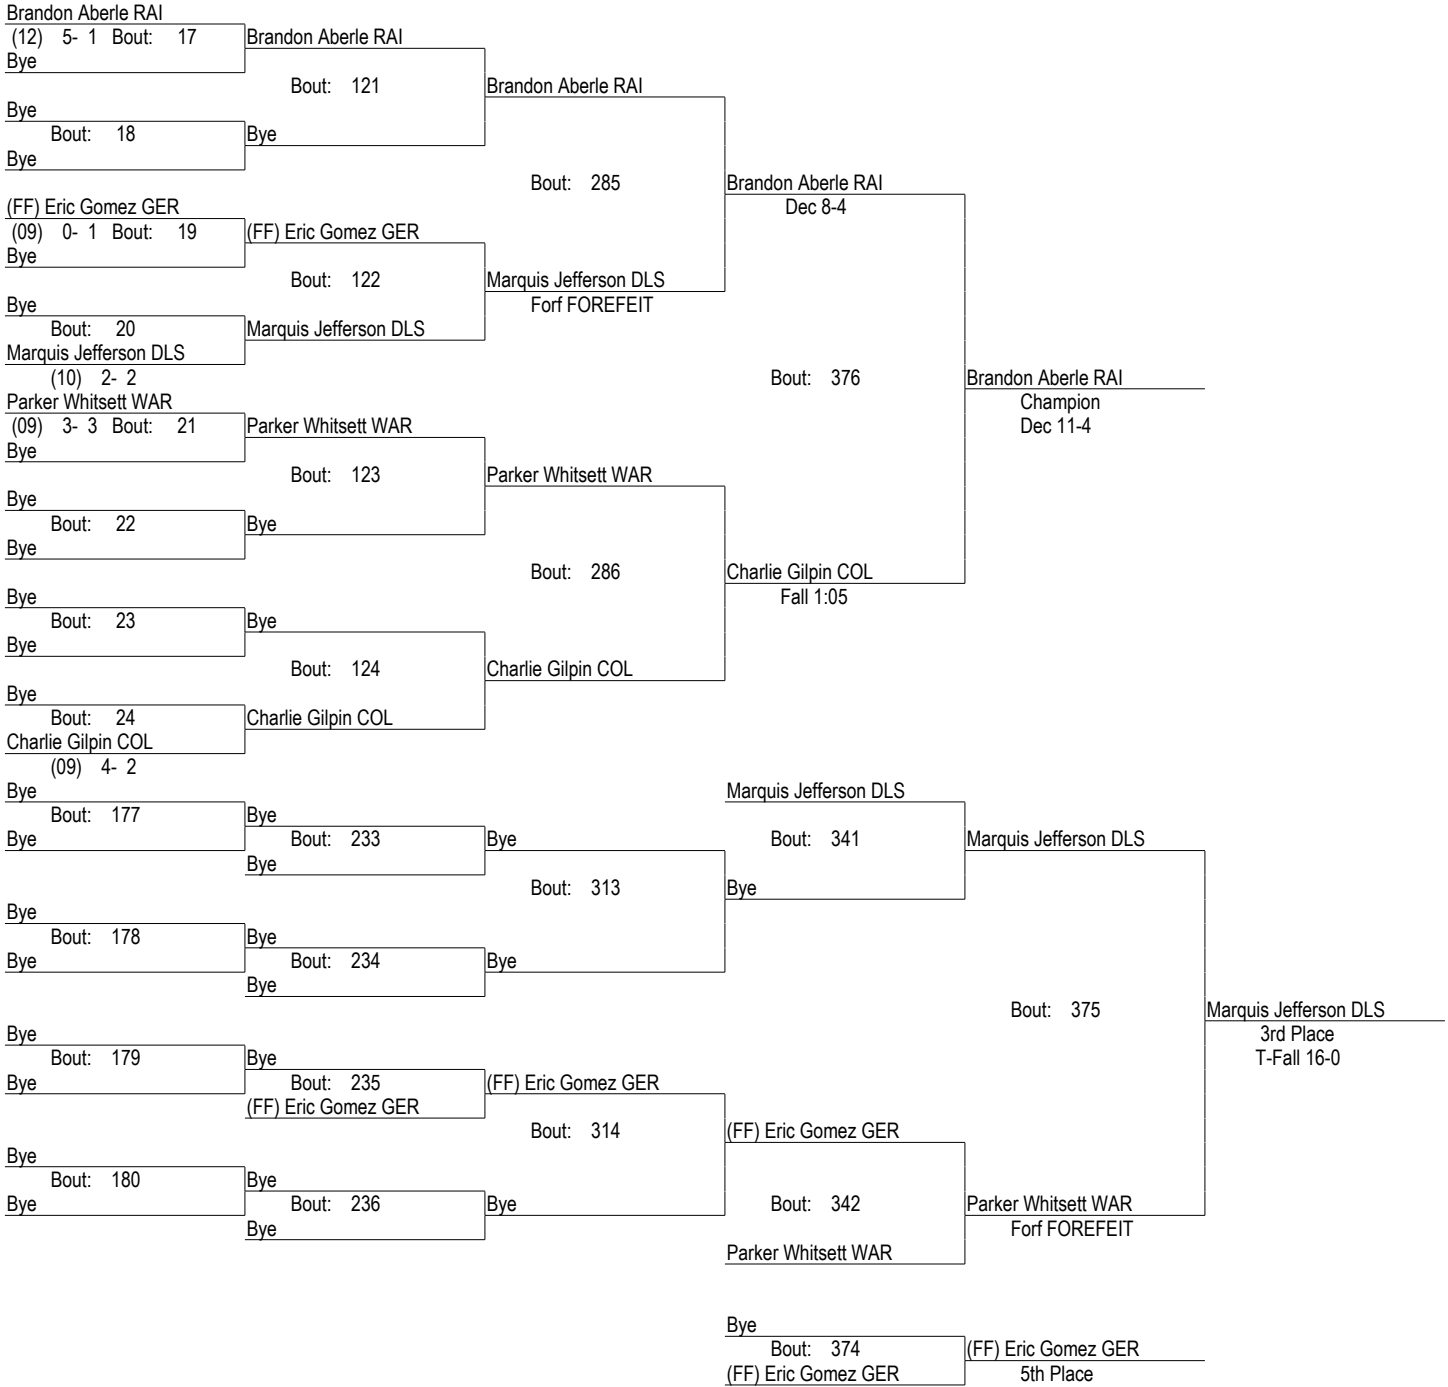 Brandon Aberle RAI
(12) 5- 1 Bout: 17 Brandon Aberle RAI
Bye
Bout: 121 Brandon Aberle RAI
Bye
Bout: 18 Bye
Bye
Bout: 285 Brandon Aberle RAI
(FF) Eric Gomez GER Dec 8-4
(09) 0- 1 Bout: 19 (FF) Eric Gomez GER
Bye
Bout: 122 Marquis Jefferson DLS
Bye Forf FOREFEIT
Bout: 20 Marquis Jefferson DLS
Marquis Jefferson DLS
(10) 2- 2 Bout: 376 Brandon Aberle RAI
Parker Whitsett WAR Champion
(09) 3- 3 Bout: 21 Parker Whitsett WAR Dec 11-4
Bye
Bout: 123 Parker Whitsett WAR
Bye
Bout: 22 Bye
Bye
Bout: 286 Charlie Gilpin COL
Bye Fall 1:05
Bout: 23 Bye
Bye
Bout: 124 Charlie Gilpin COL
Bye
Bout: 24 Charlie Gilpin COL
Charlie Gilpin COL
(09) 4- 2
Bye Marquis Jefferson DLS
Bout: 177 Bye
Bye Bout: 233 Bye Bout: 341 Marquis Jefferson DLS
Bye
Bout: 313 Bye
Bye
Bout: 178 Bye
Bye Bout: 234 Bye
Bye
Bout: 375 Marquis Jefferson DLS
Bye 3rd Place
Bout: 179 Bye T-Fall 16-0
Bye Bout: 235 (FF) Eric Gomez GER
(FF) Eric Gomez GER
Bout: 314 (FF) Eric Gomez GER
Bye
Bout: 180 Bye
Bye Bout: 236 Bye Bout: 342 Parker Whitsett WAR
Bye Forf FOREFEIT
Parker Whitsett WAR
Bye
Bout: 374 (FF) Eric Gomez GER
(FF) Eric Gomez GER 5th Place